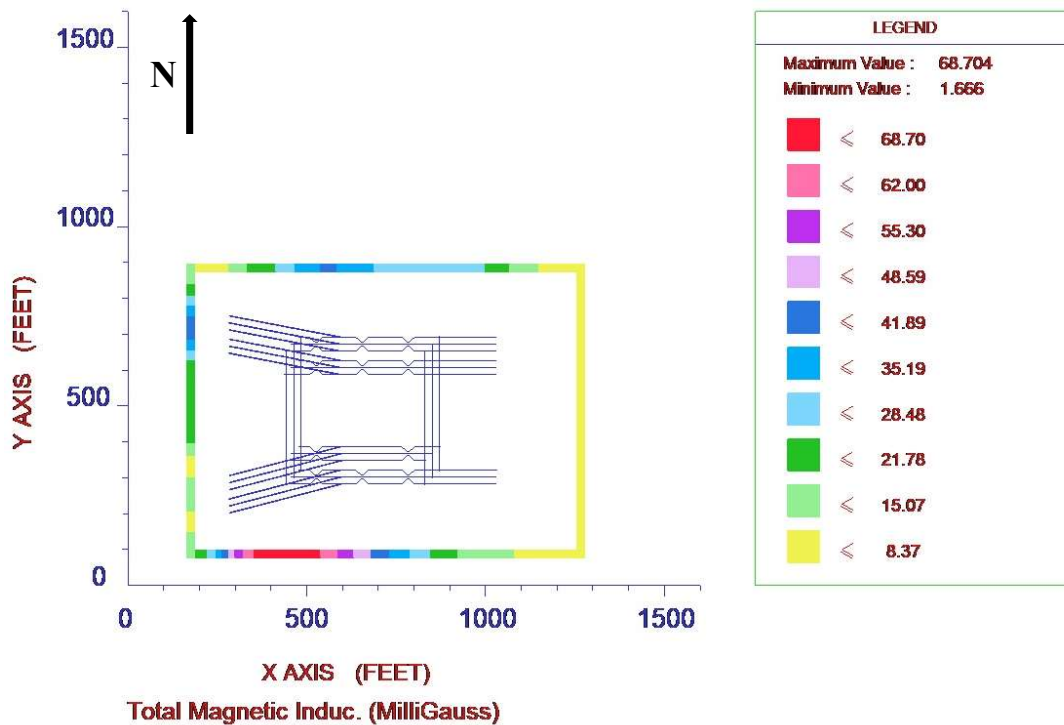 1500
1000
500
0
N
Y AXIS (FEET)
0 500 1000 1500
X AXIS (FEET)
Total Magnetic Induc. (MilliGauss)
LEGEND
Maximum Value : 68.704
Minimum Value : 1.666
⩽ 68.70
⩽ 62.00
⩽ 55.30
⩽ 48.59
⩽ 41.89
⩽ 35.19
⩽ 28.48
⩽ 21.78
⩽ 15.07
⩽ 8.37